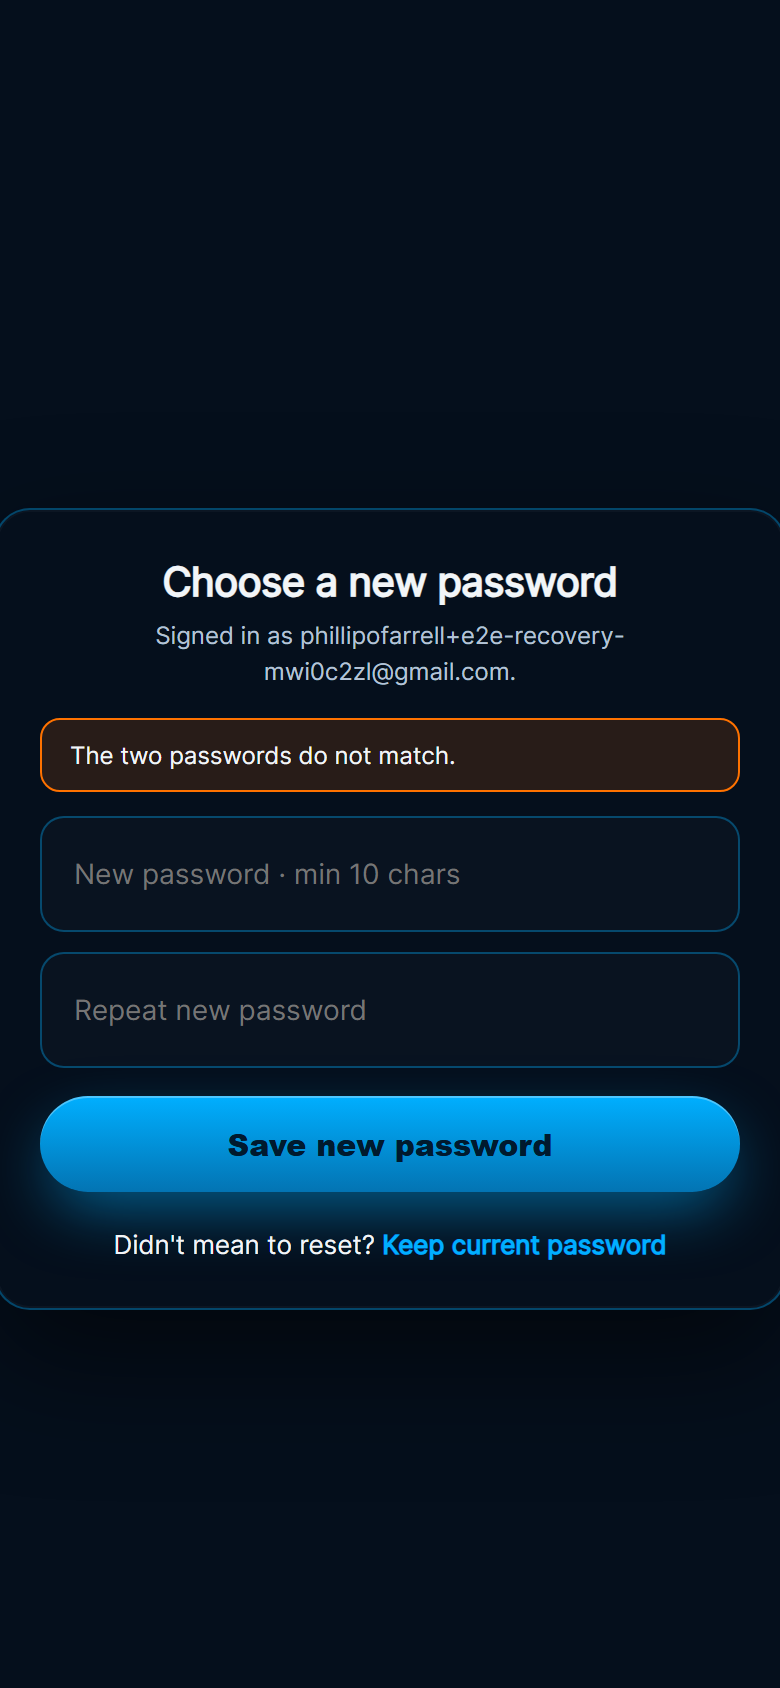 Choose a new password
Signed in as phillipofarrell+e2e-recovery-
mwi0c2zl@gmail.com.
The two passwords do not match.
New password · min 10 chars
Repeat new password
Save new password
Didn't mean to reset? Keep current password